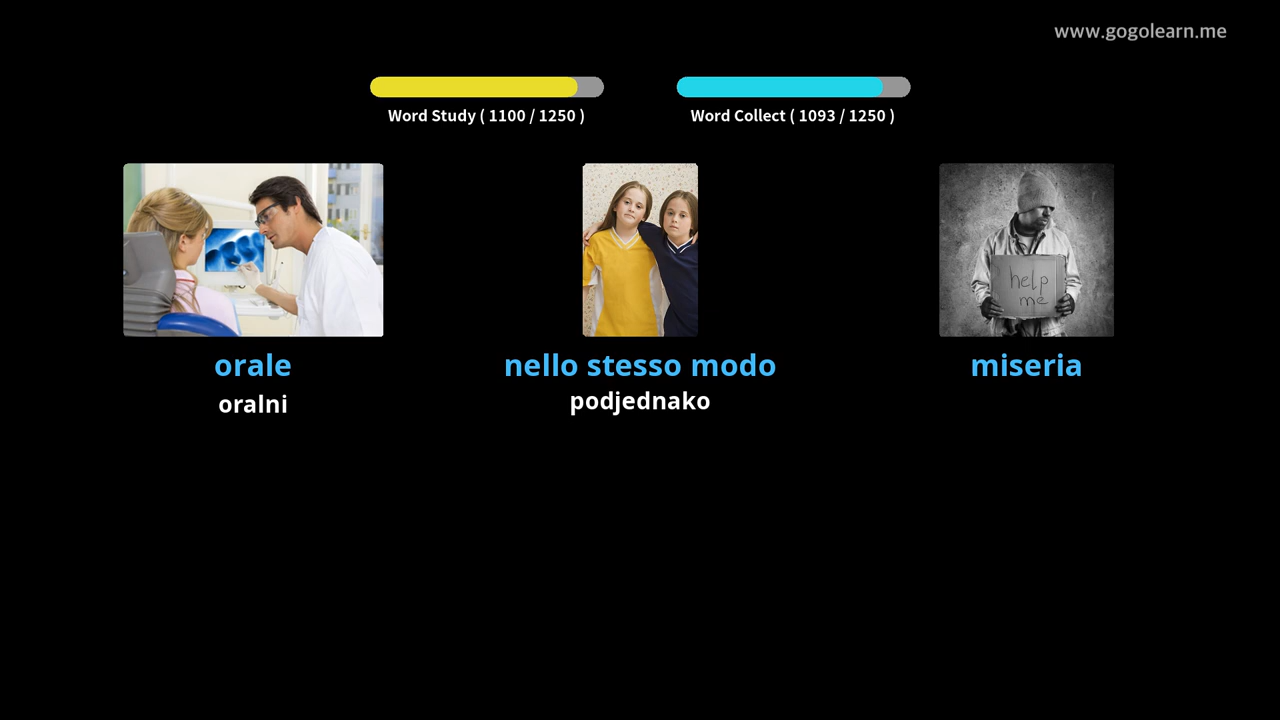 www.gogolearn.me
Word Study ( 1100 / 1250 )
Word Collect ( 1093 / 1250 )
help
me
orale
nello stesso modo
miseria
oralni
podjednako